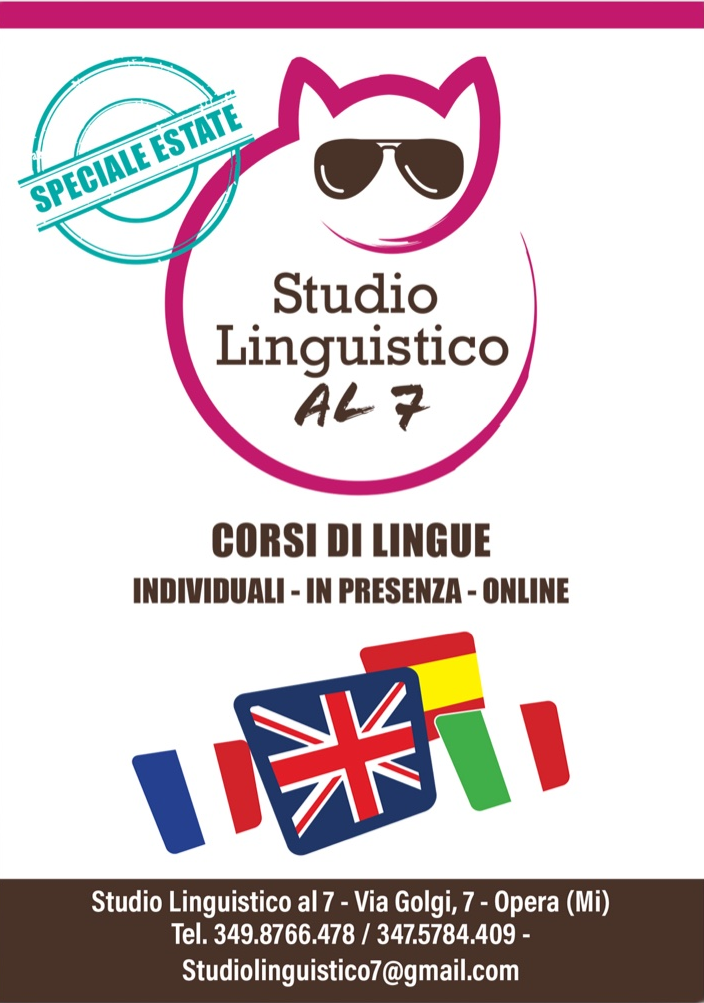 SPECIALE ESTATE
Studio
Linguistico
AL 7
CORSI DI LINGUE
INDIVIDUALI - IN PRESENZA - ONLINE
Studio Linguistico al 7 - Via Golgi, 7 - Opera (Mi)
Tel. 349.8766.478 / 347.5784.409 -
Studiolinguistico7@gmail.com